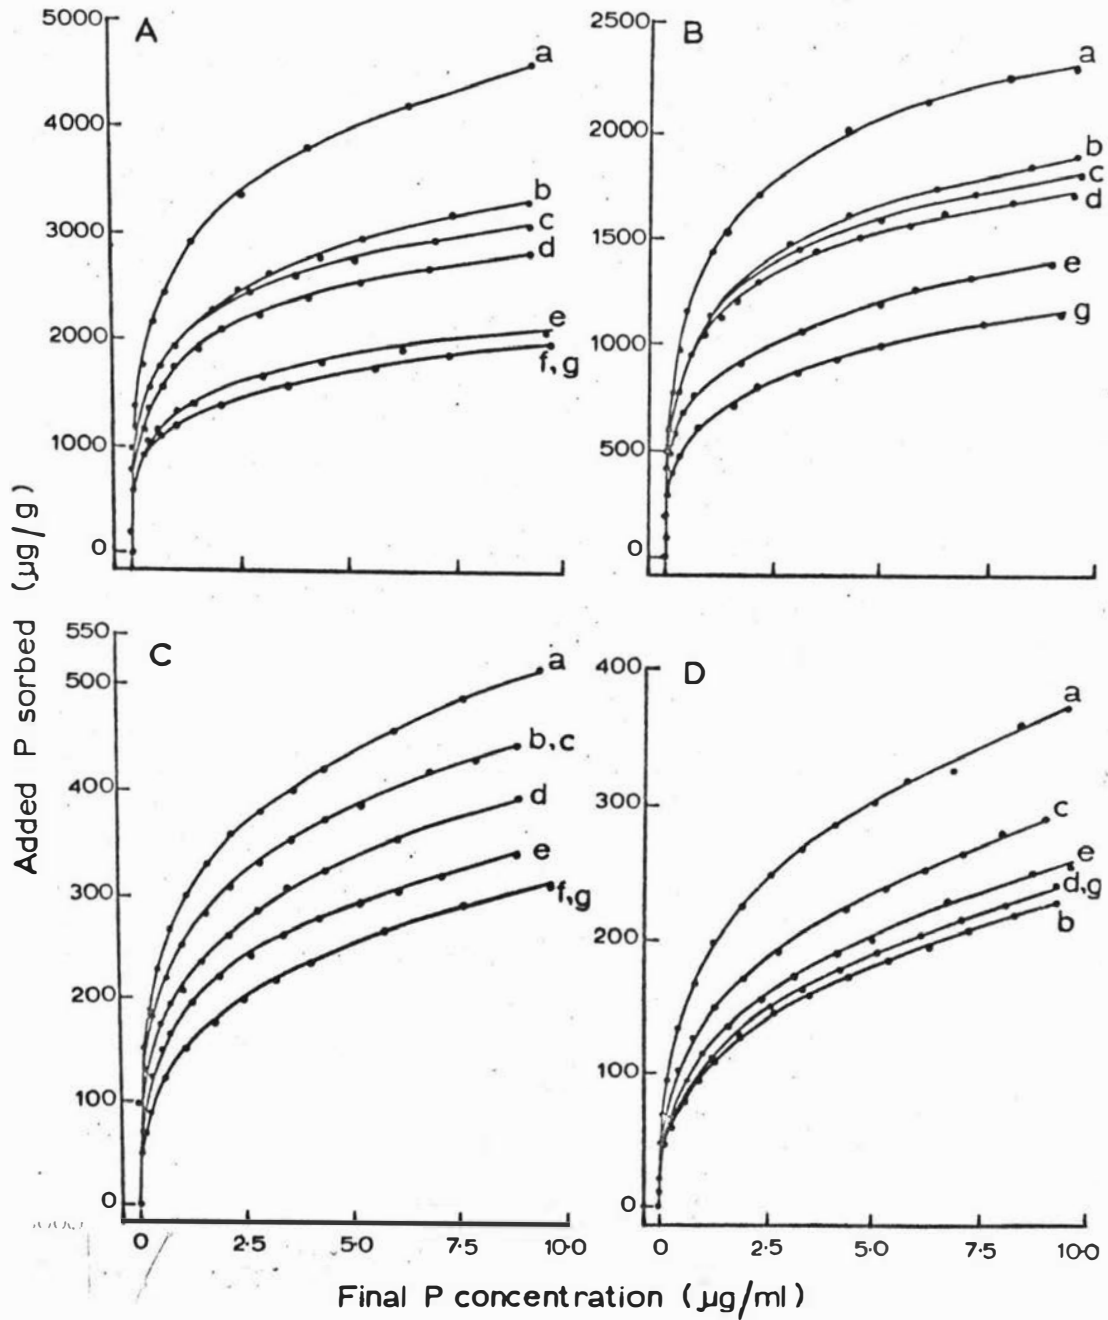 A
5000
4000
3000
2000
1000
0
a
b
c
d
e
f,g
B
2500
2000
1500
1000
500
0
a
b
c
d
e
g
Added P sorbed (µg/g)
C
550
500
400
300
200
100
0
a
b,c
d
e
f,g
0 2·5 5·0 7·5 10·0
D
400
300
200
100
0
a
c
e
d,g
b
0 2·5 5·0 7·5 10·0
Final P concentration (µg/ml)